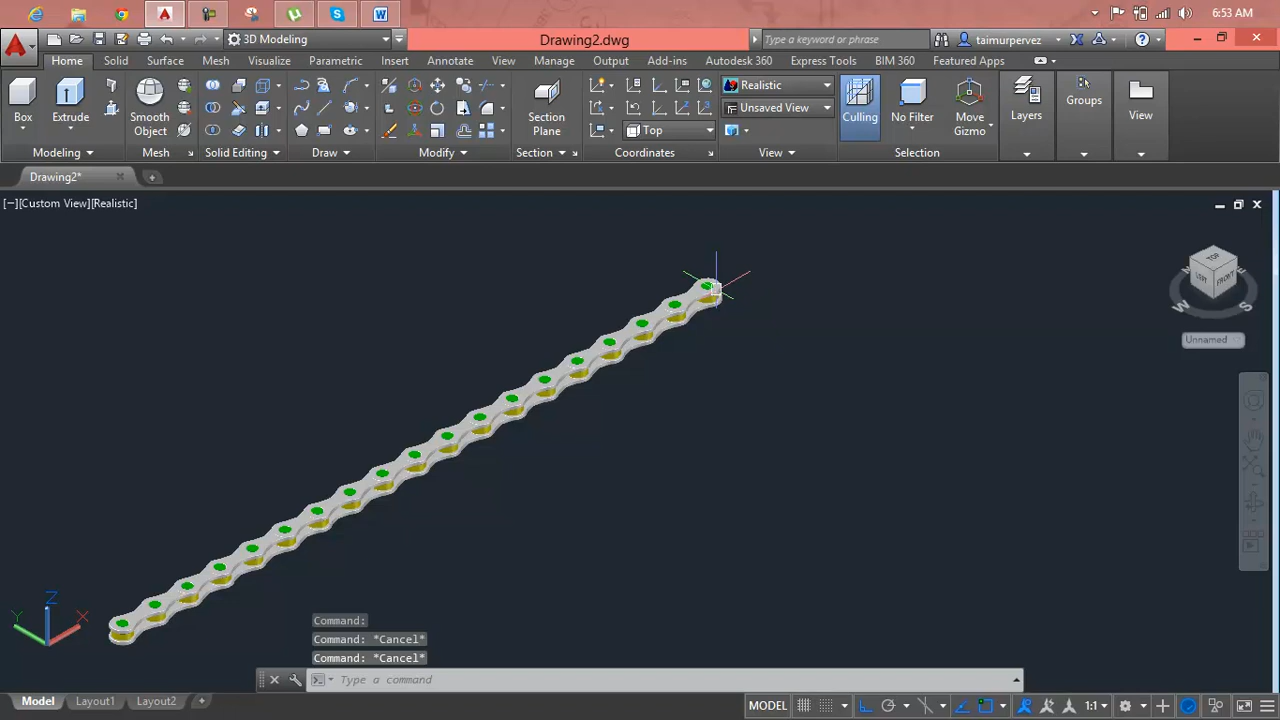 6:53 AM
3D Modeling
Drawing2.dwg
Type a keyword or phrase
taimurpervez
Home Solid Surface Mesh Visualize Parametric Insert Annotate View Manage Output Add-ins Autodesk 360 Express Tools BIM 360 Featured Apps
Realistic
Unsaved View
Top
Box
Extrude
Smooth
Object
Section
Plane
Culling
No Filter
Move
Gizmo
Layers
Groups
View
Modeling
Mesh
Solid Editing
Draw
Modify
Section
Coordinates
View
Selection
Drawing2*
[−][Custom View][Realistic]
TOP
LEFT
FRONT
W
S
Unnamed
Z
Y
X
Command:
Command: *Cancel*
Command: *Cancel*
Type a command
Model
Layout1
Layout2
MODEL
1:1